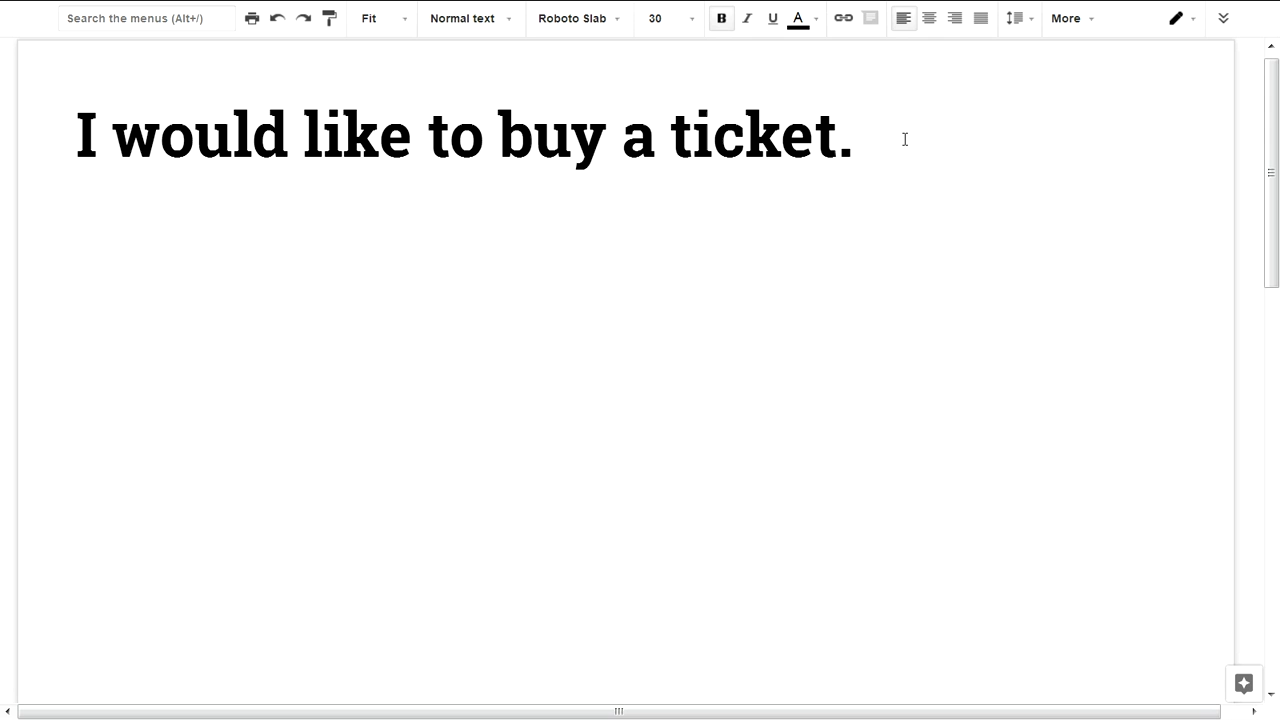 Search the menus (Alt+/) Fit Normal text Roboto Slab 30 B I U A More
I would like to buy a ticket.